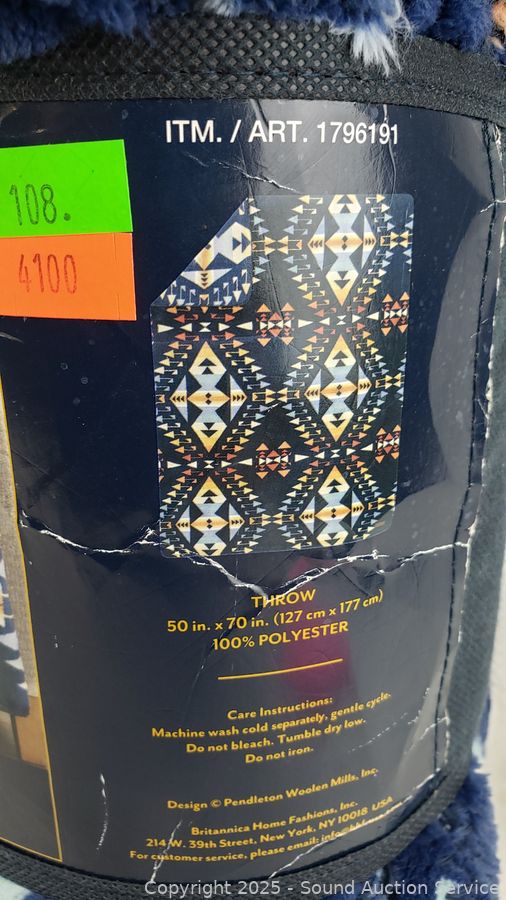 ITM. / ART. 1796191
108.
4100
THROW
50 in. x 70 in. (127 cm x 177 cm)
100% POLYESTER
Care Instructions:
Machine wash cold separately, gentle cycle.
Do not bleach. Tumble dry low.
Do not iron.
Design © Pendleton Woolen Mills, Inc.
Britannica Home Fashions, Inc.
214 W. 39th Street, New York, NY 10018 USA
For customer service, please email:
Copyright 2025 - Sound Auction Service